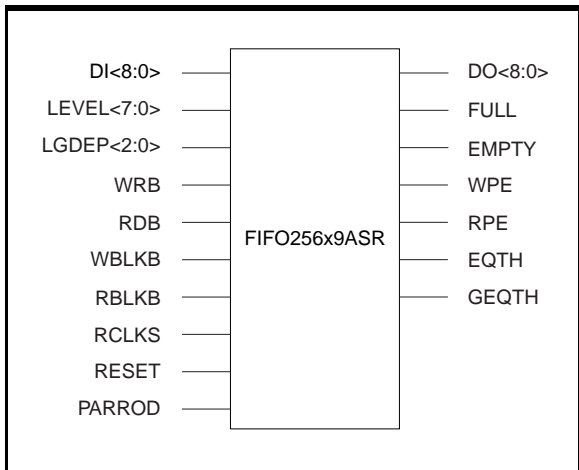 DI<8:0>
LEVEL<7:0>
LGDEP<2:0>
WRB
RDB
WBLKB
RBLKB
RCLKS
RESET
PARROD
FIFO256x9ASR
DO<8:0>
FULL
EMPTY
WPE
RPE
EQTH
GEQTH